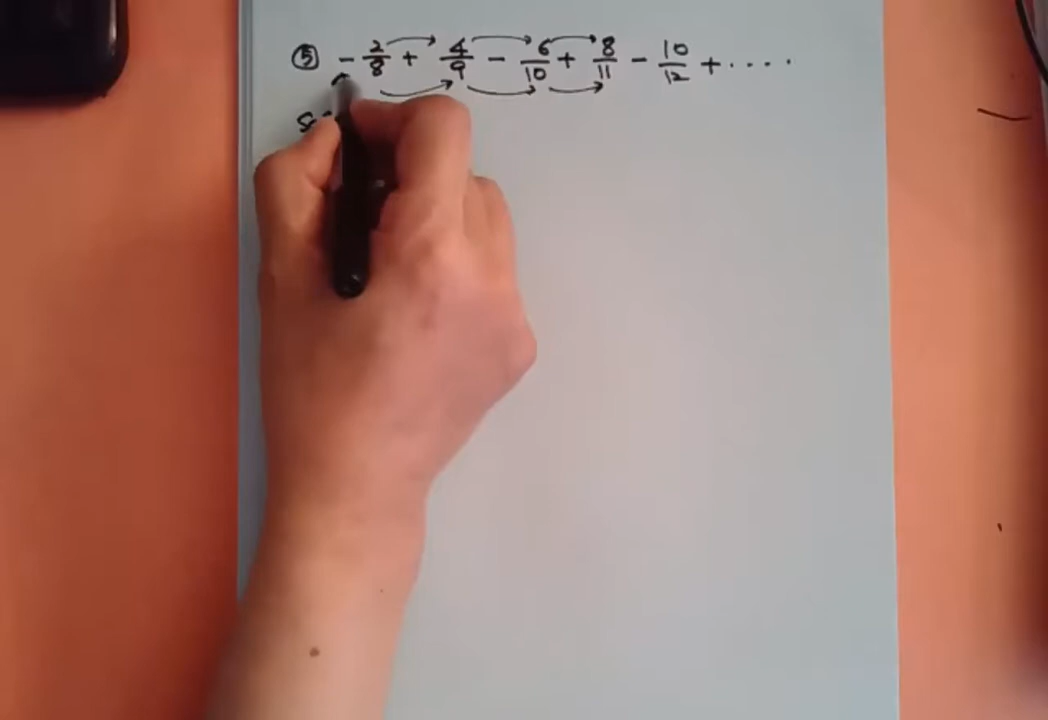 ⑤ - 2/8 + 4/9 - 6/10 + 8/11 - 10/12 + ....